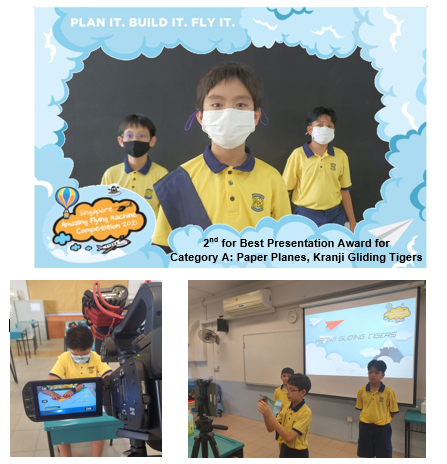 PLAN IT. BUILD IT. FLY IT.
Singapore
Amazing Flying Machine
Competition 2021
2nd for Best Presentation Award for
Category A: Paper Planes, Kranji Gliding Tigers
GLIDING TIGERS